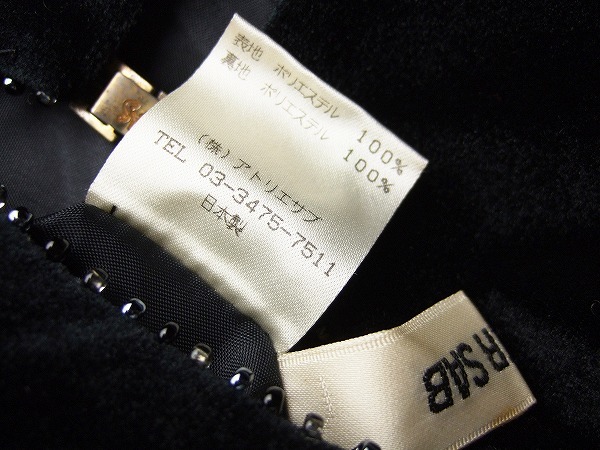 表地 ポリエステル 100%
裏地 ポリエステル 100%
(株)アトリエサブ
TEL 03-3475-7511
日本製
R SAB